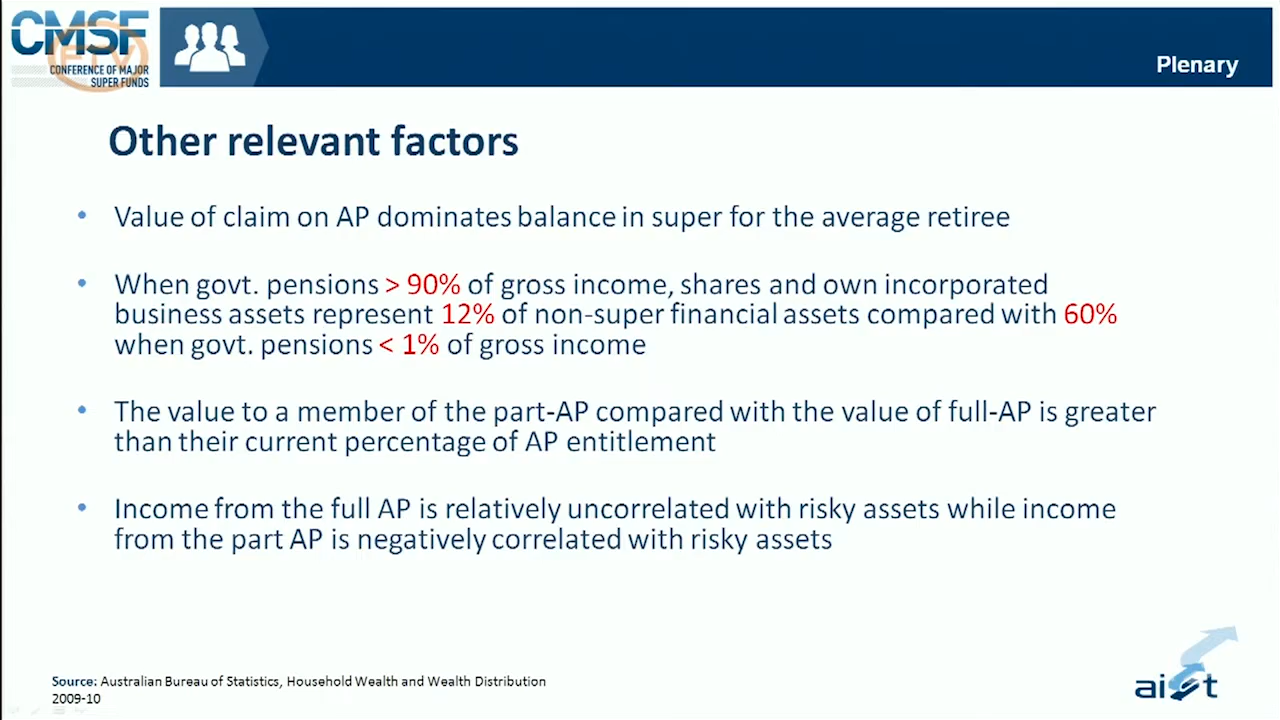 CMSF
CONFERENCE OF MAJOR
SUPER FUNDS
Plenary
Other relevant factors
• Value of claim on AP dominates balance in super for the average retiree
• When govt. pensions > 90% of gross income, shares and own incorporated
business assets represent 12% of non-super financial assets compared with 60%
when govt. pensions < 1% of gross income
• The value to a member of the part-AP compared with the value of full-AP is greater
than their current percentage of AP entitlement
• Income from the full AP is relatively uncorrelated with risky assets while income
from the part AP is negatively correlated with risky assets
Source: Australian Bureau of Statistics, Household Wealth and Wealth Distribution
2009-10
aist